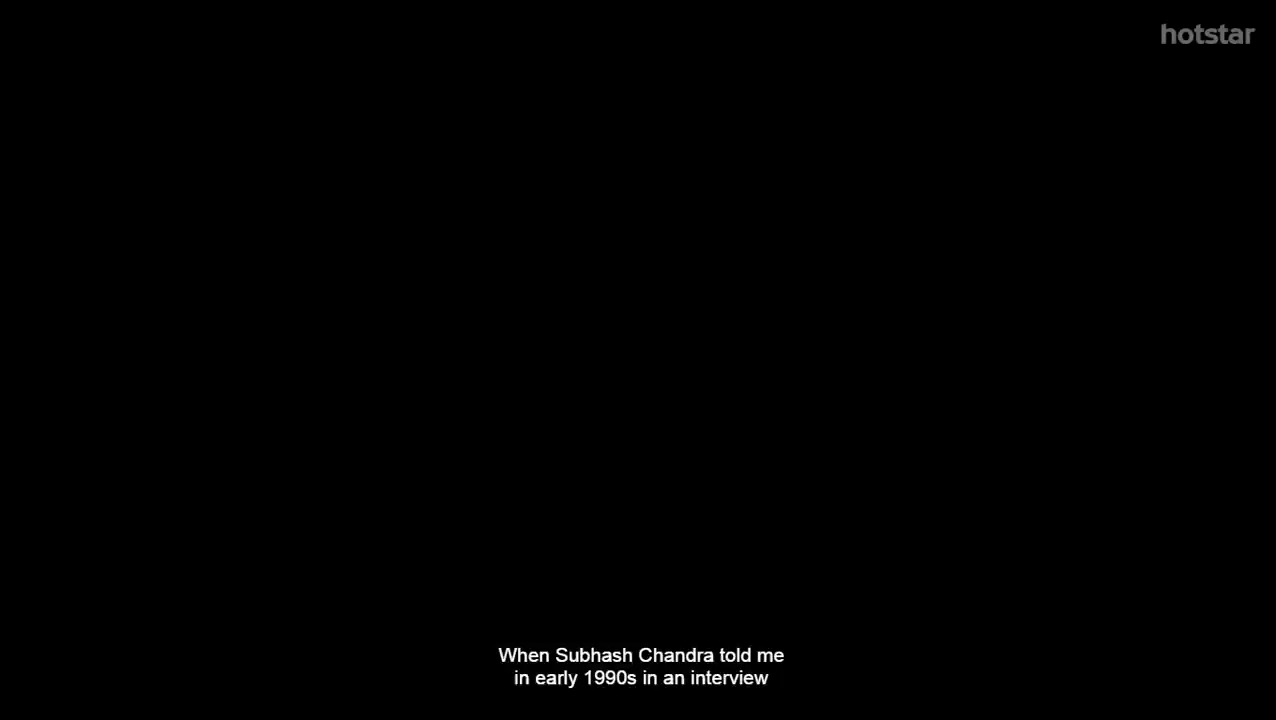 hotstar
When Subhash Chandra told me
in early 1990s in an interview